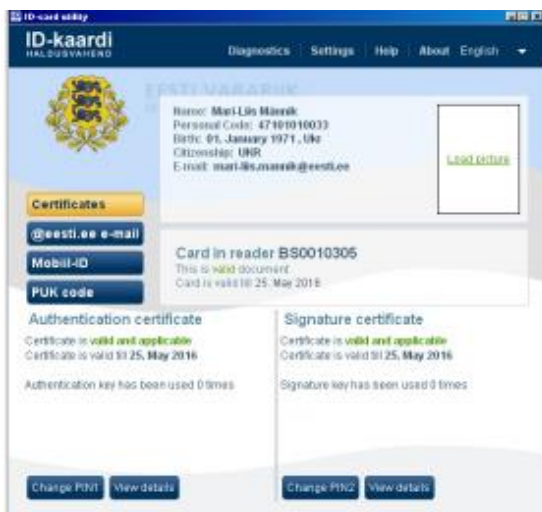 ID-card utility
ID-kaardi
HALDUSVAHEND
Diagnostics Settings Help About English
EESTI VABARIIK
Name: Mari-Liis Männik
Personal Code: 47101010033
Birth: 01. January 1971, Ukr
Citizenship: UKR
E-mail: mari-liis.mannik@eesti.ee
Load picture
Certificates
@eesti.ee e-mail
Mobiil-ID
PUK code
Card in reader BS0010305
This is valid document
Card is valid till 25. May 2016
Authentication certificate
Certificate is valid and applicable
Certificate is valid till 25. May 2016
Authentication key has been used 0 times
Change PIN1 View details
Signature certificate
Certificate is valid and applicable
Certificate is valid till 25. May 2016
Signature key has been used 0 times
Change PIN2 View details